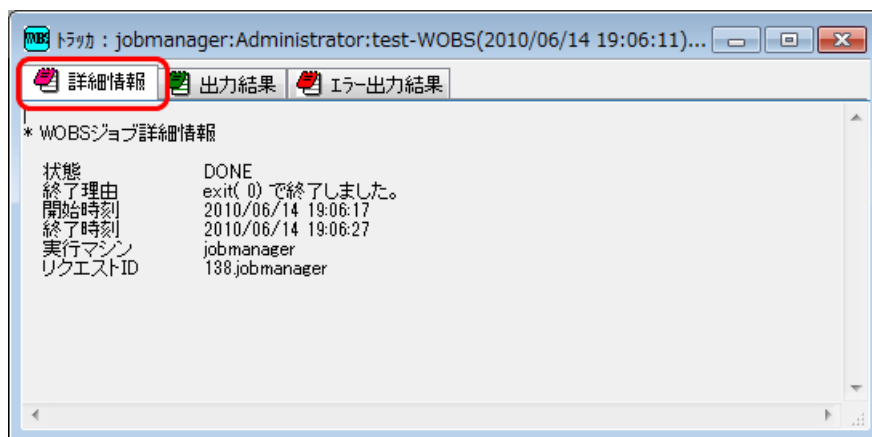 WOBS ﾄﾗｯｶ : jobmanager:Administrator:test-WOBS(2010/06/14 19:06:11)...
詳細情報 出力結果 ｴﾗｰ出力結果
* WOBSジョブ詳細情報
状態 DONE
終了理由 exit( 0) で終了しました。
開始時刻 2010/06/14 19:06:17
終了時刻 2010/06/14 19:06:27
実行マシン jobmanager
リクエストID 138.jobmanager